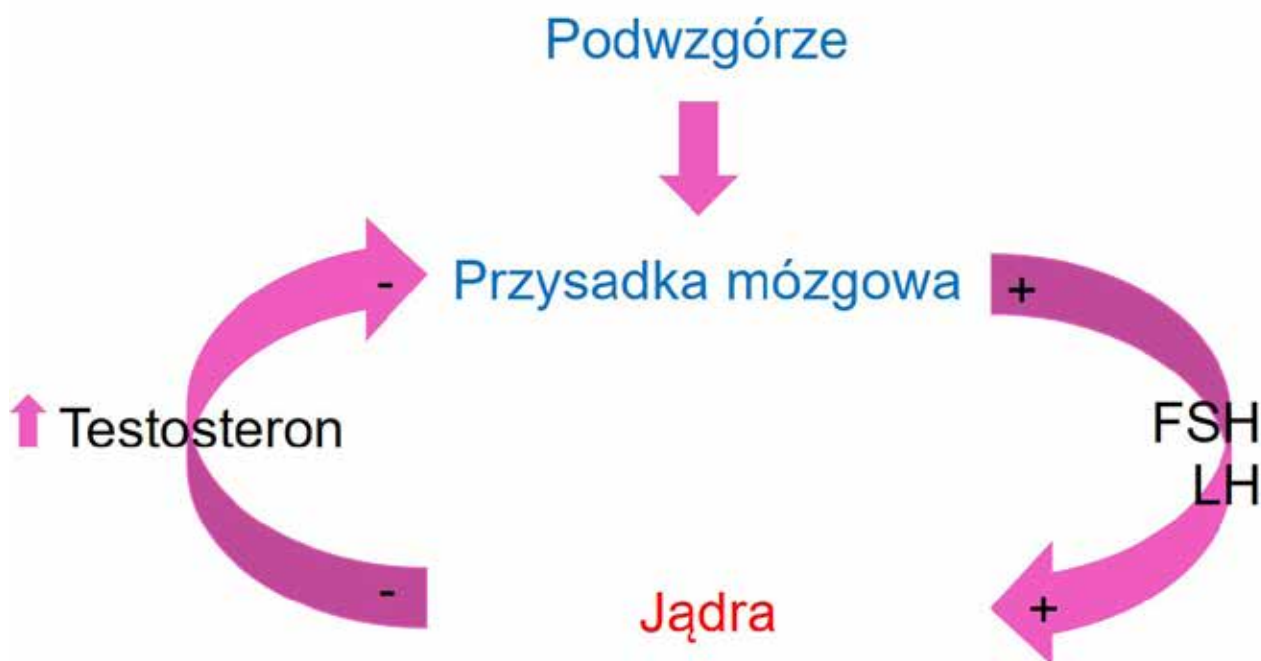 Podwzgórze
- Przysadka mózgowa +
Testosteron
FSH
LH
- Jądra +